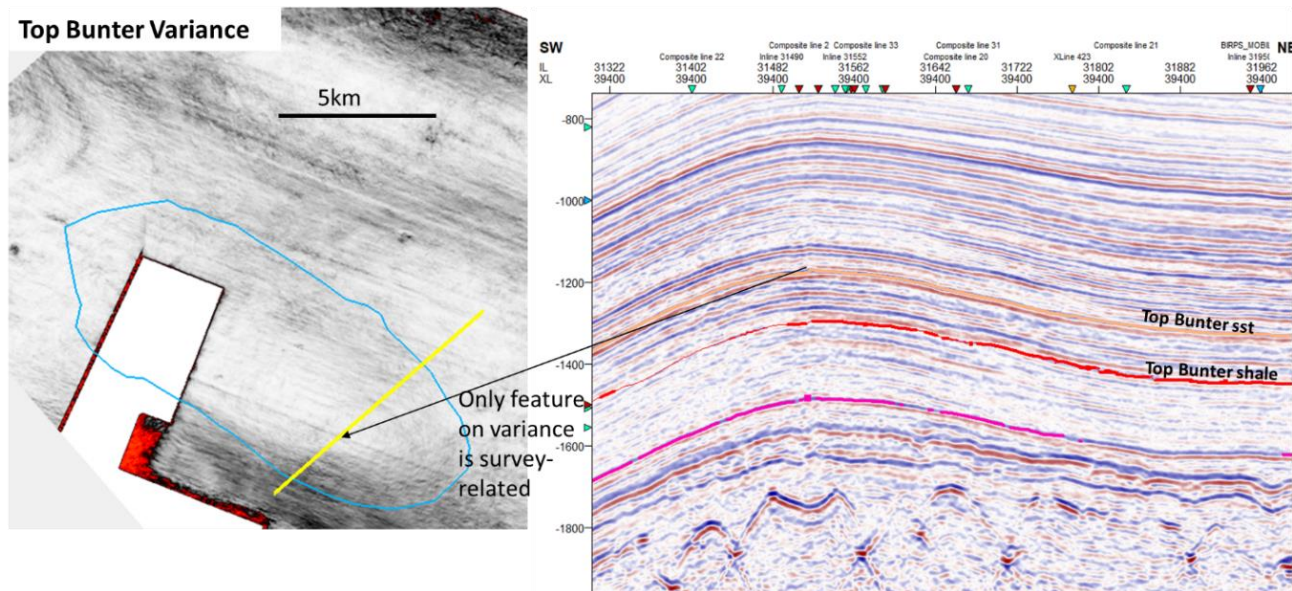 Top Bunter Variance
5km
Only feature
on variance
is survey-
related
SW
NE
Composite line 2 Composite line 33 Composite line 31 Composite line 21 BIRPS_MOBIL
Composite line 22 Inline 31490 Inline 31552 Composite line 20 XLine 423 Inline 3195
IL 31322 31402 31482 31562 31642 31722 31802 31882 31962
XL 39400 39400 39400 39400 39400 39400 39400 39400 39400
-800
-1000
-1200
Top Bunter sst
Top Bunter shale
-1400
-1600
-1800